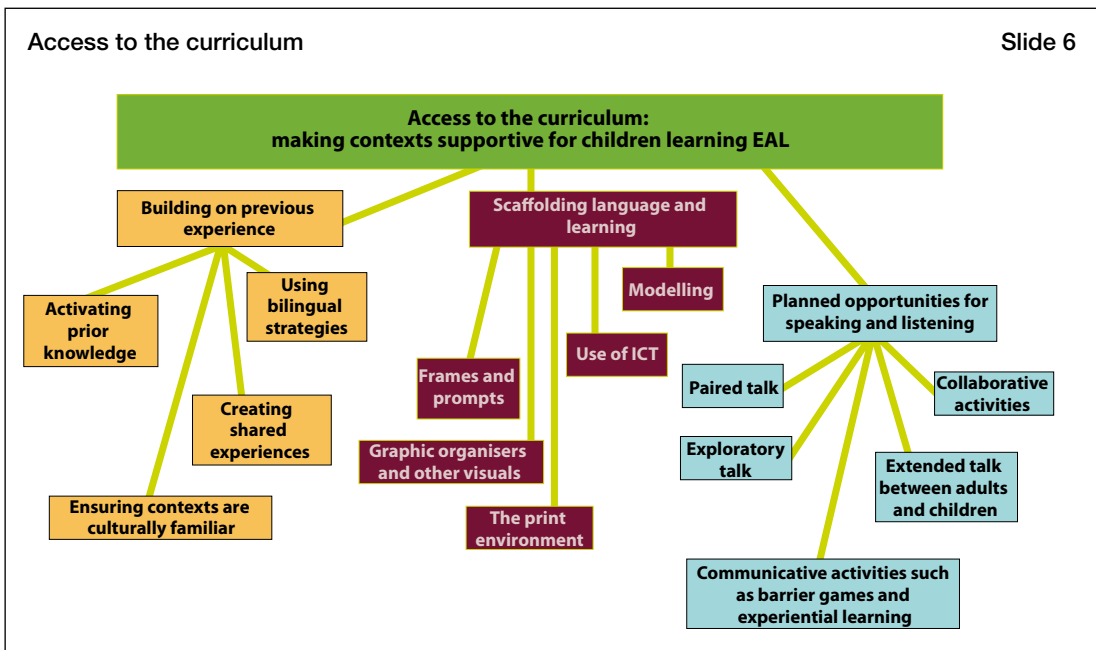 Access to the curriculum
Slide 6
Access to the curriculum:
making contexts supportive for children learning EAL
Building on previous
experience
Activating
prior
knowledge
Using
bilingual
strategies
Creating
shared
experiences
Ensuring contexts are
culturally familiar
Scaffolding language and
learning
Modelling
Use of ICT
Frames and
prompts
Graphic organisers
and other visuals
The print
environment
Planned opportunities for
speaking and listening
Paired talk
Collaborative
activities
Exploratory
talk
Extended talk
between adults
and children
Communicative activities such
as barrier games and
experiential learning